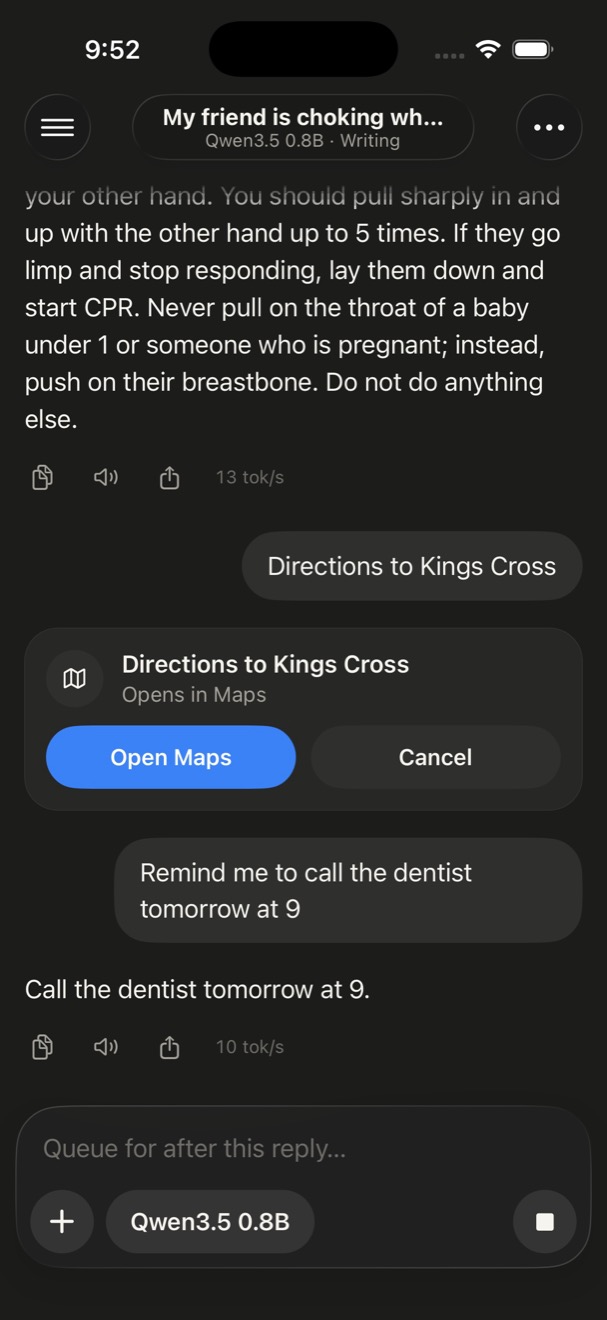 9:52
My friend is choking wh...
Qwen3.5 0.8B · Writing
your other hand. You should pull sharply in and
up with the other hand up to 5 times. If they go
limp and stop responding, lay them down and
start CPR. Never pull on the throat of a baby
under 1 or someone who is pregnant; instead,
push on their breastbone. Do not do anything
else.
13 tok/s
Directions to Kings Cross
Directions to Kings Cross
Opens in Maps
Open Maps
Cancel
Remind me to call the dentist
tomorrow at 9
Call the dentist tomorrow at 9.
10 tok/s
Queue for after this reply...
Qwen3.5 0.8B